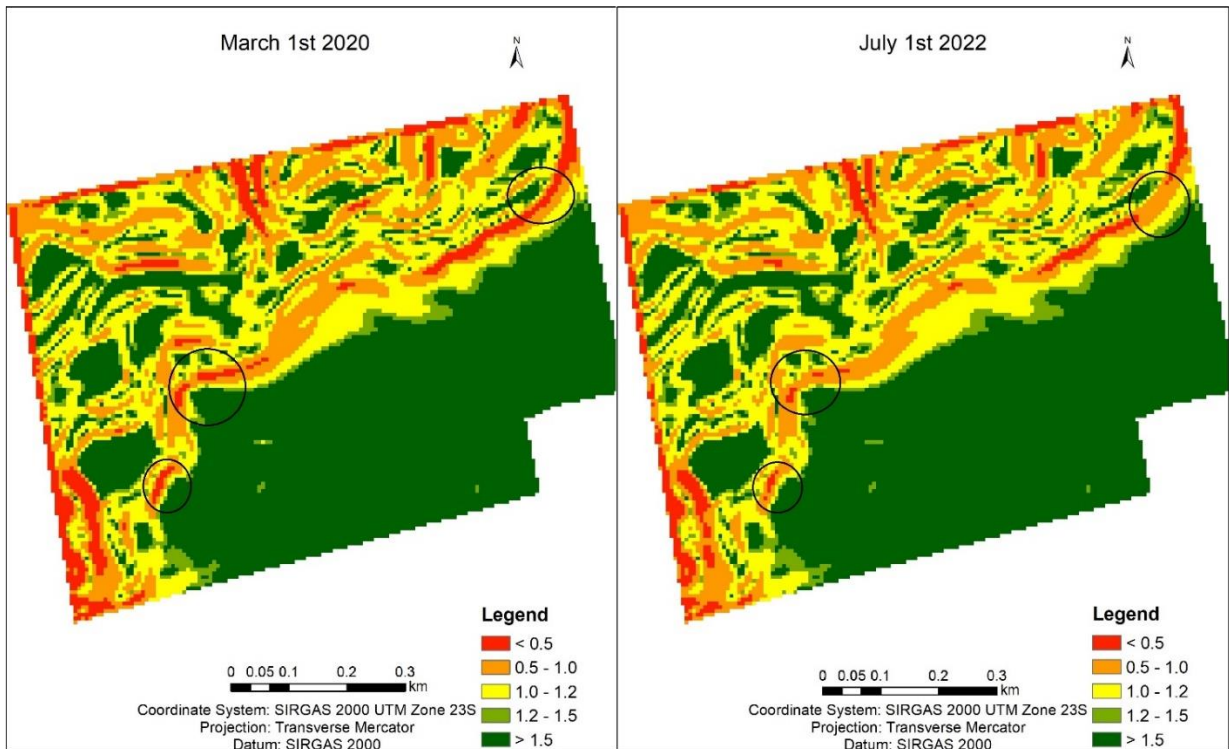 March 1st 2020
N
Legend
< 0.5
0.5 - 1.0
1.0 - 1.2
1.2 - 1.5
> 1.5
0 0.05 0.1 0.2 0.3
km
Coordinate System: SIRGAS 2000 UTM Zone 23S
Projection: Transverse Mercator
Datum: SIRGAS 2000
July 1st 2022
N
Legend
< 0.5
0.5 - 1.0
1.0 - 1.2
1.2 - 1.5
> 1.5
0 0.05 0.1 0.2 0.3
km
Coordinate System: SIRGAS 2000 UTM Zone 23S
Projection: Transverse Mercator
Datum: SIRGAS 2000